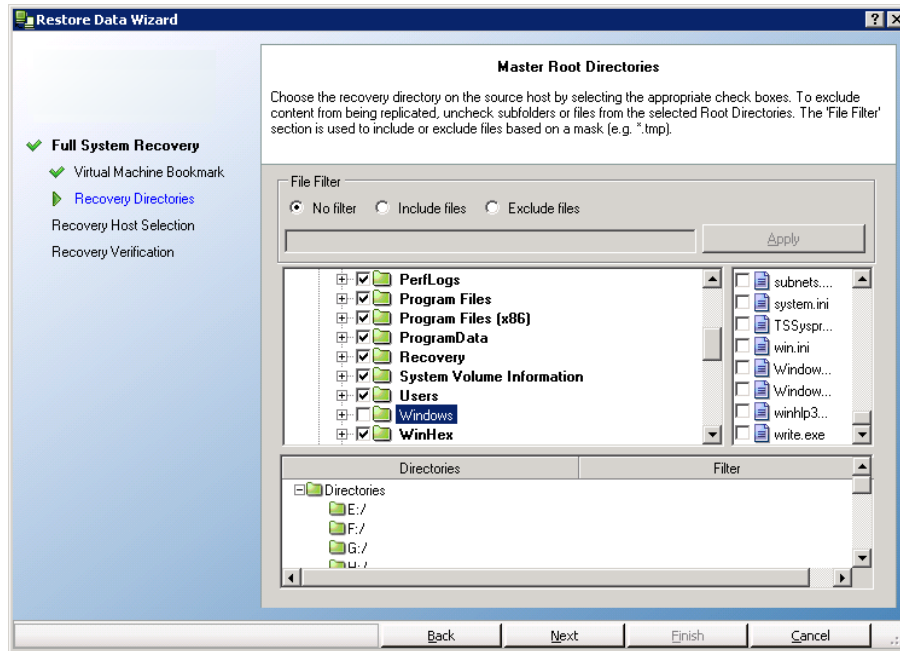 Restore Data Wizard
Master Root Directories
Choose the recovery directory on the source host by selecting the appropriate check boxes. To exclude
content from being replicated, uncheck subfolders or files from the selected Root Directories. The 'File Filter'
section is used to include or exclude files based on a mask (e.g. *.tmp).
Full System Recovery
Virtual Machine Bookmark
Recovery Directories
Recovery Host Selection
Recovery Verification
File Filter
No filter
Include files
Exclude files
Apply
PerfLogs
Program Files
Program Files (x86)
ProgramData
Recovery
System Volume Information
Users
Windows
WinHex
subnets....
system.ini
TSSyspr...
win.ini
Window...
Window...
winhlp3...
write.exe
Directories
Filter
Directories
E:/
F:/
G:/
H:/
Back
Next
Finish
Cancel